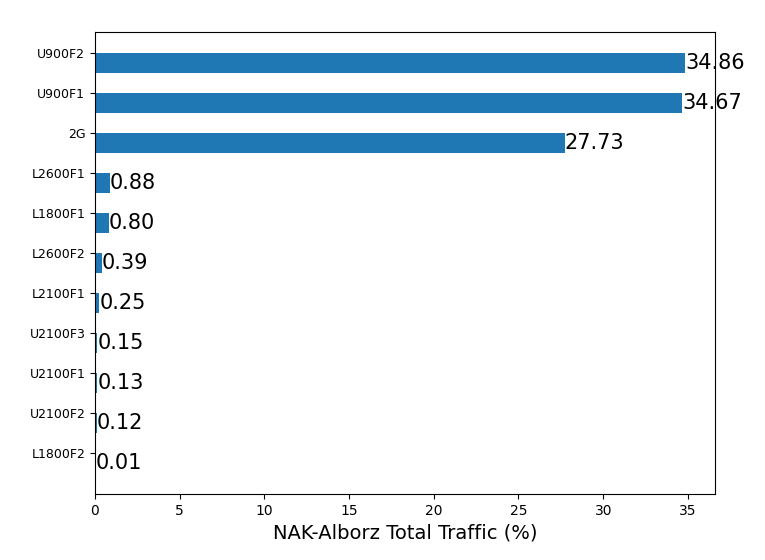 U900F2 34.86
U900F1 34.67
2G 27.73
L2600F1 0.88
L1800F1 0.80
L2600F2 0.39
L2100F1 0.25
U2100F3 0.15
U2100F1 0.13
U2100F2 0.12
L1800F2 0.01
0 5 10 15 20 25 30 35
NAK-Alborz Total Traffic (%)